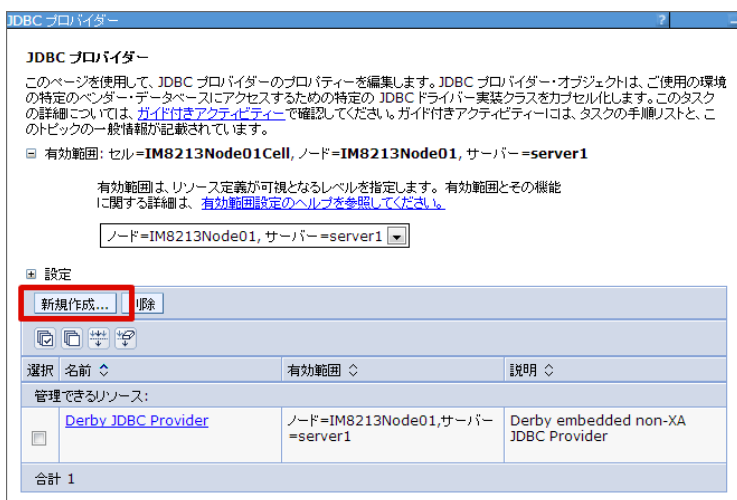 JDBC プロバイダー
?
JDBC プロバイダー
このページを使用して、JDBC プロバイダーのプロパティーを編集します。JDBC プロバイダー・オブジェクトは、ご使用の環境
の特定のベンダー・データベースにアクセスするための特定の JDBC ドライバー実装クラスをカプセル化します。このタスク
の詳細については、ガイド付きアクティビティーで確認してください。ガイド付きアクティビティーには、タスクの手順リストと、こ
のトピックの一般情報が記載されています。
有効範囲: セル=IM8213Node01Cell, ノード=IM8213Node01, サーバー=server1
有効範囲は、リソース定義が可視となるレベルを指定します。有効範囲とその機能
に関する詳細は、有効範囲設定のヘルプを参照してください。
ノード=IM8213Node01, サーバー=server1
設定
新規作成... 削除
選択 名前 有効範囲 説明
管理できるリソース:
Derby JDBC Provider ノード=IM8213Node01,サーバー Derby embedded non-XA
=server1 JDBC Provider
合計 1